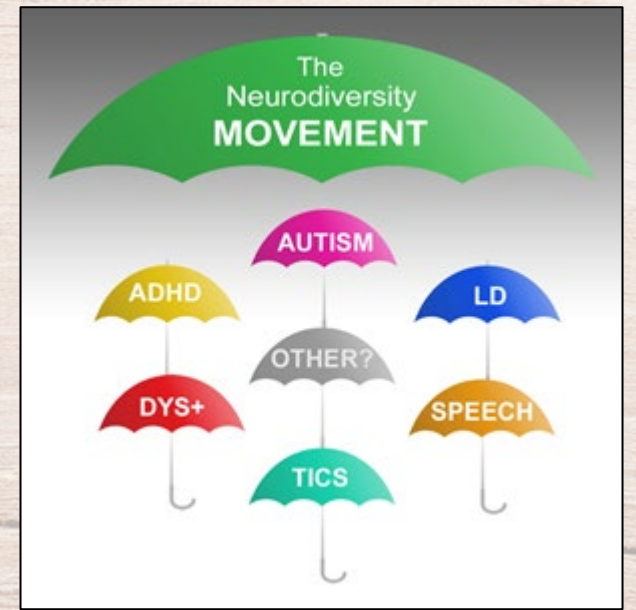 The
Neurodiversity
MOVEMENT
AUTISM
ADHD
LD
OTHER?
DYS+
SPEECH
TICS